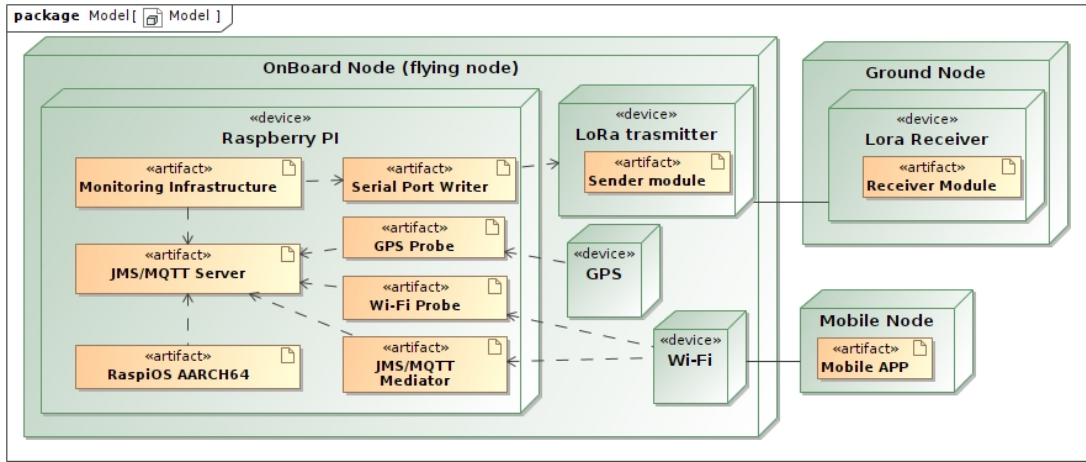 package Model[ Model ]
OnBoard Node (flying node)
Ground Node
«device»
Raspberry PI
«device»
LoRa trasmitter
«device»
Lora Receiver
«artifact»
Monitoring Infrastructure
«artifact»
Serial Port Writer
«artifact»
Sender module
«artifact»
Receiver Module
«artifact»
JMS/MQTT Server
«artifact»
GPS Probe
«device»
GPS
«artifact»
Wi-Fi Probe
«artifact»
RaspiOS AARCH64
«artifact»
JMS/MQTT
Mediator
«device»
Wi-Fi
Mobile Node
«artifact»
Mobile APP